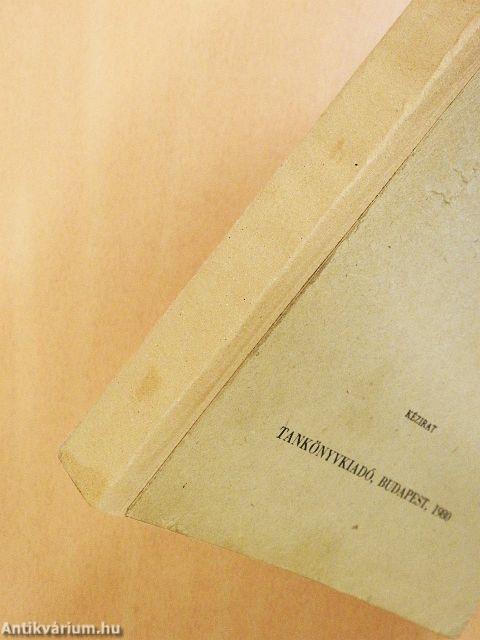 KÉZIRAT
TANKÖNYVKIADÓ, BUDAPEST, 1980
Antikvárium.hu